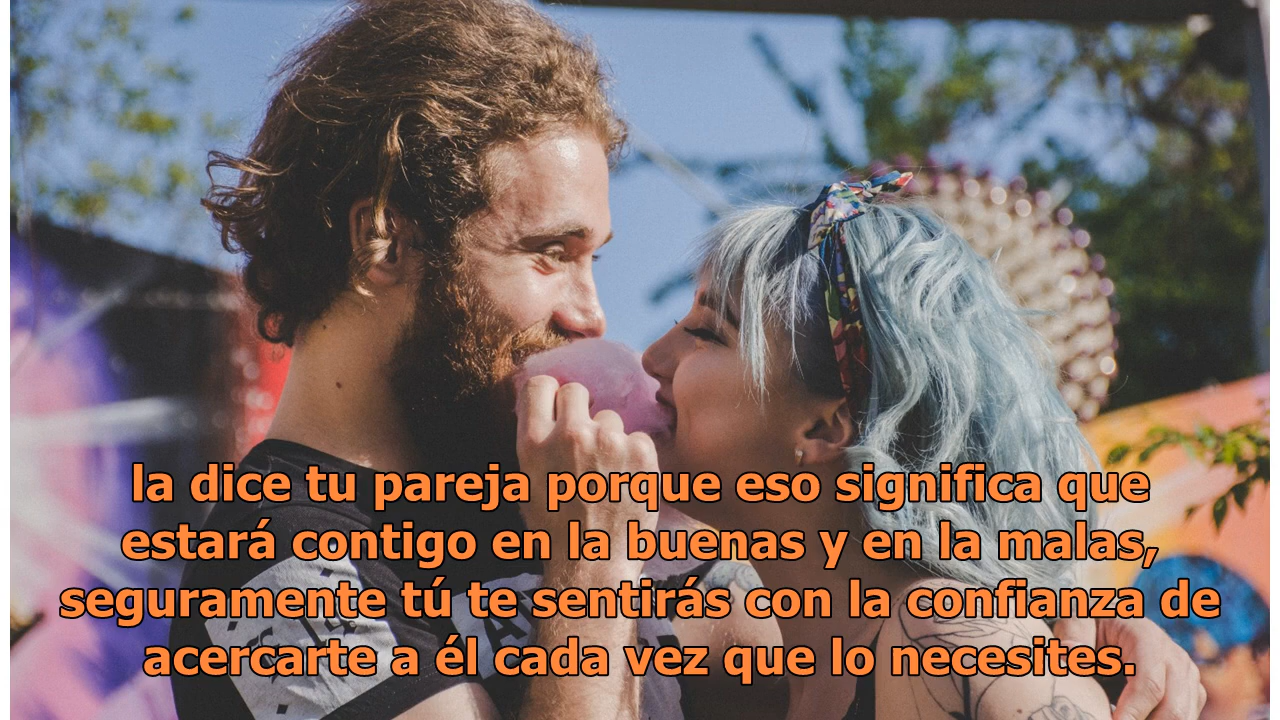 la dice tu pareja porque eso significa que
estará contigo en la buenas y en la malas,
seguramente tú te sentirás con la confianza de
acercarte a él cada vez que lo necesites.